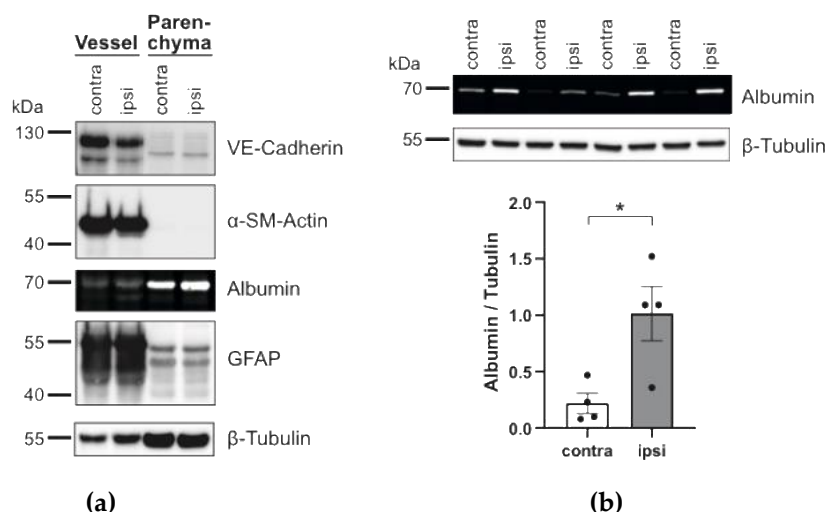 Vessel
Paren-
chyma
contra
ipsi
contra
ipsi
kDa
130
VE-Cadherin
55
α-SM-Actin
40
70
Albumin
55
GFAP
40
55
β-Tubulin
(a)
contra
ipsi
contra
ipsi
contra
ipsi
contra
ipsi
kDa
70
Albumin
55
β-Tubulin
2.0
*
1.5
1.0
0.5
0.0
Albumin / Tubulin
contra
ipsi
(b)